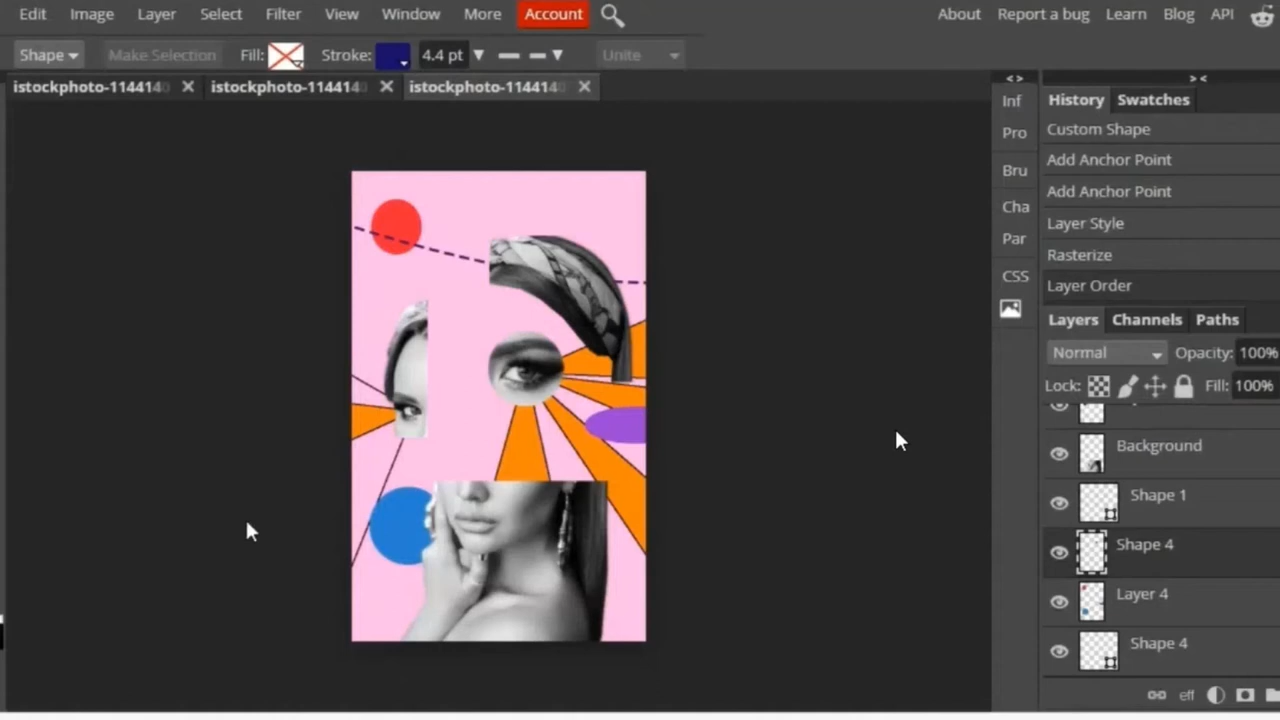 Edit Image Layer Select Filter View Window More Account About Report a bug Learn Blog API
Shape Make Selection Fill: Stroke: 4.4 pt Unite
istockphoto-114414 istockphoto-114414 istockphoto-114414
< > > <
Inf
Pro
Bru
Cha
Par
CSS
History Swatches
Custom Shape
Add Anchor Point
Add Anchor Point
Layer Style
Rasterize
Layer Order
Layers Channels Paths
Normal Opacity: 100%
Lock: Fill: 100%
Background
Shape 1
Shape 4
Layer 4
Shape 4
eff